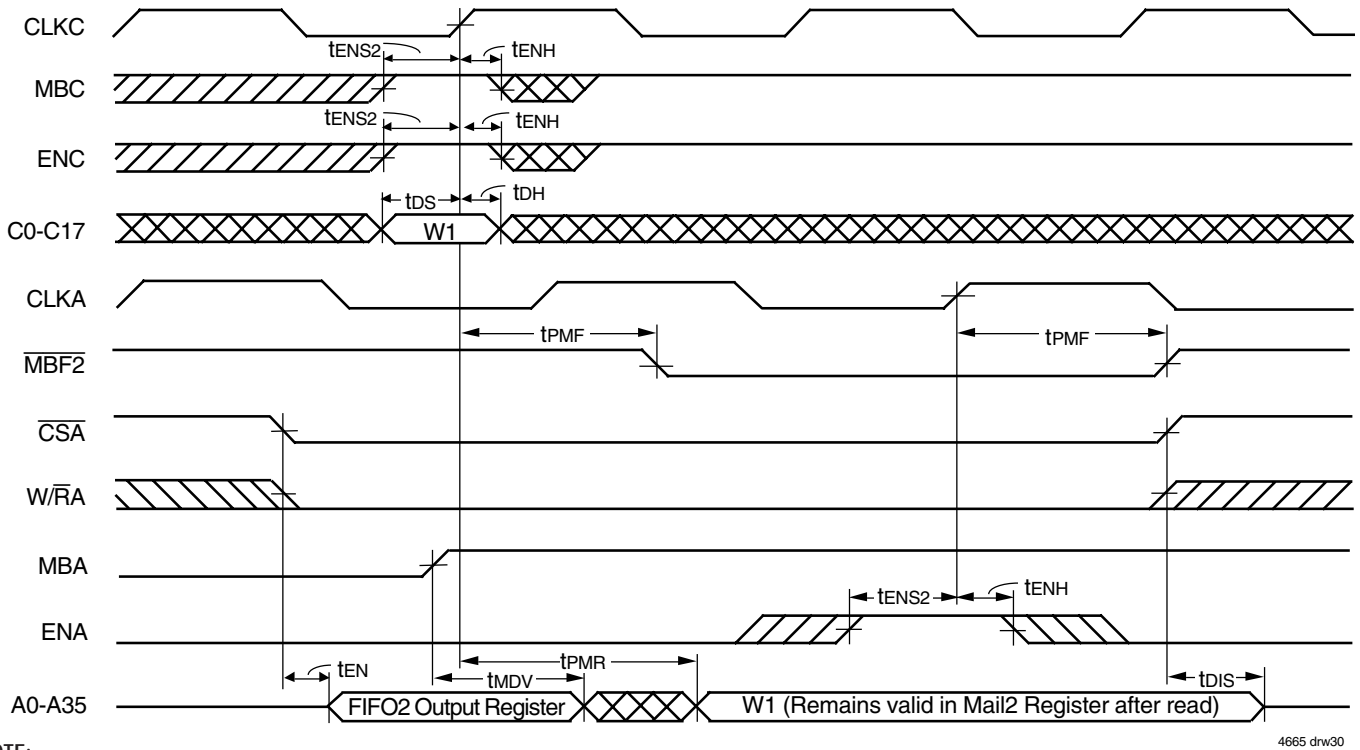 CLKC
tENS2
tENH
MBC
tENS2
tENH
ENC
tDS
tDH
C0-C17
W1
CLKA
tPMF
tPMF
MBF2
CSA
W/RA
MBA
tENS2
tENH
ENA
tEN
tPMR
tMDV
tDIS
A0-A35
FIFO2 Output Register
W1 (Remains valid in Mail2 Register after read)
4665 drw30